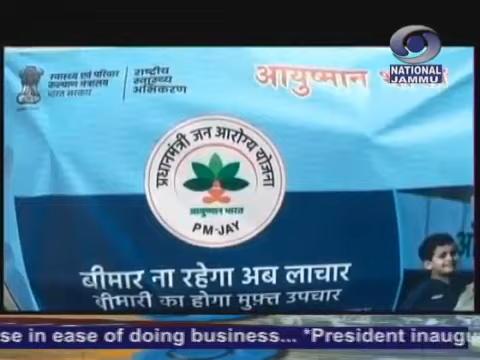 NATIONAL
JAMMU
स्वास्थ्य एवं परिवार
कल्याण मंत्रालय
भारत सरकार
राष्ट्रीय
स्वास्थ्य
अभिकरण
आयुष्मान
प्रधानमंत्री जन आरोग्य योजना
आयुष्मान भारत
PM-JAY
बीमार ना रहेगा अब लाचार
बीमारी का होगा मुफ़्त उपचार
se in ease of doing business... *President inaugu